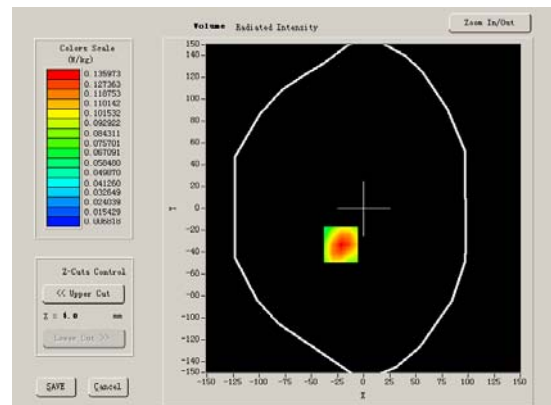 Volume Radiated Intensity
Zoom In/Out
Colors Scale
(W/kg)
0.135973
0.127363
0.118753
0.110142
0.101532
0.092922
0.084311
0.075701
0.067091
0.058480
0.049870
0.041260
0.032649
0.024039
0.015429
0.006818
Z-Cuts Control
<< Upper Cut
Z = 4.0 mm
Lower Cut >>
SAVE
Cancel
150
140
120
100
80
60
40
20
0
-20
-40
-60
-80
-100
-120
-140
-150
Y
-150 -125 -100 -75 -50 -25 0 25 50 75 100 125 150
X